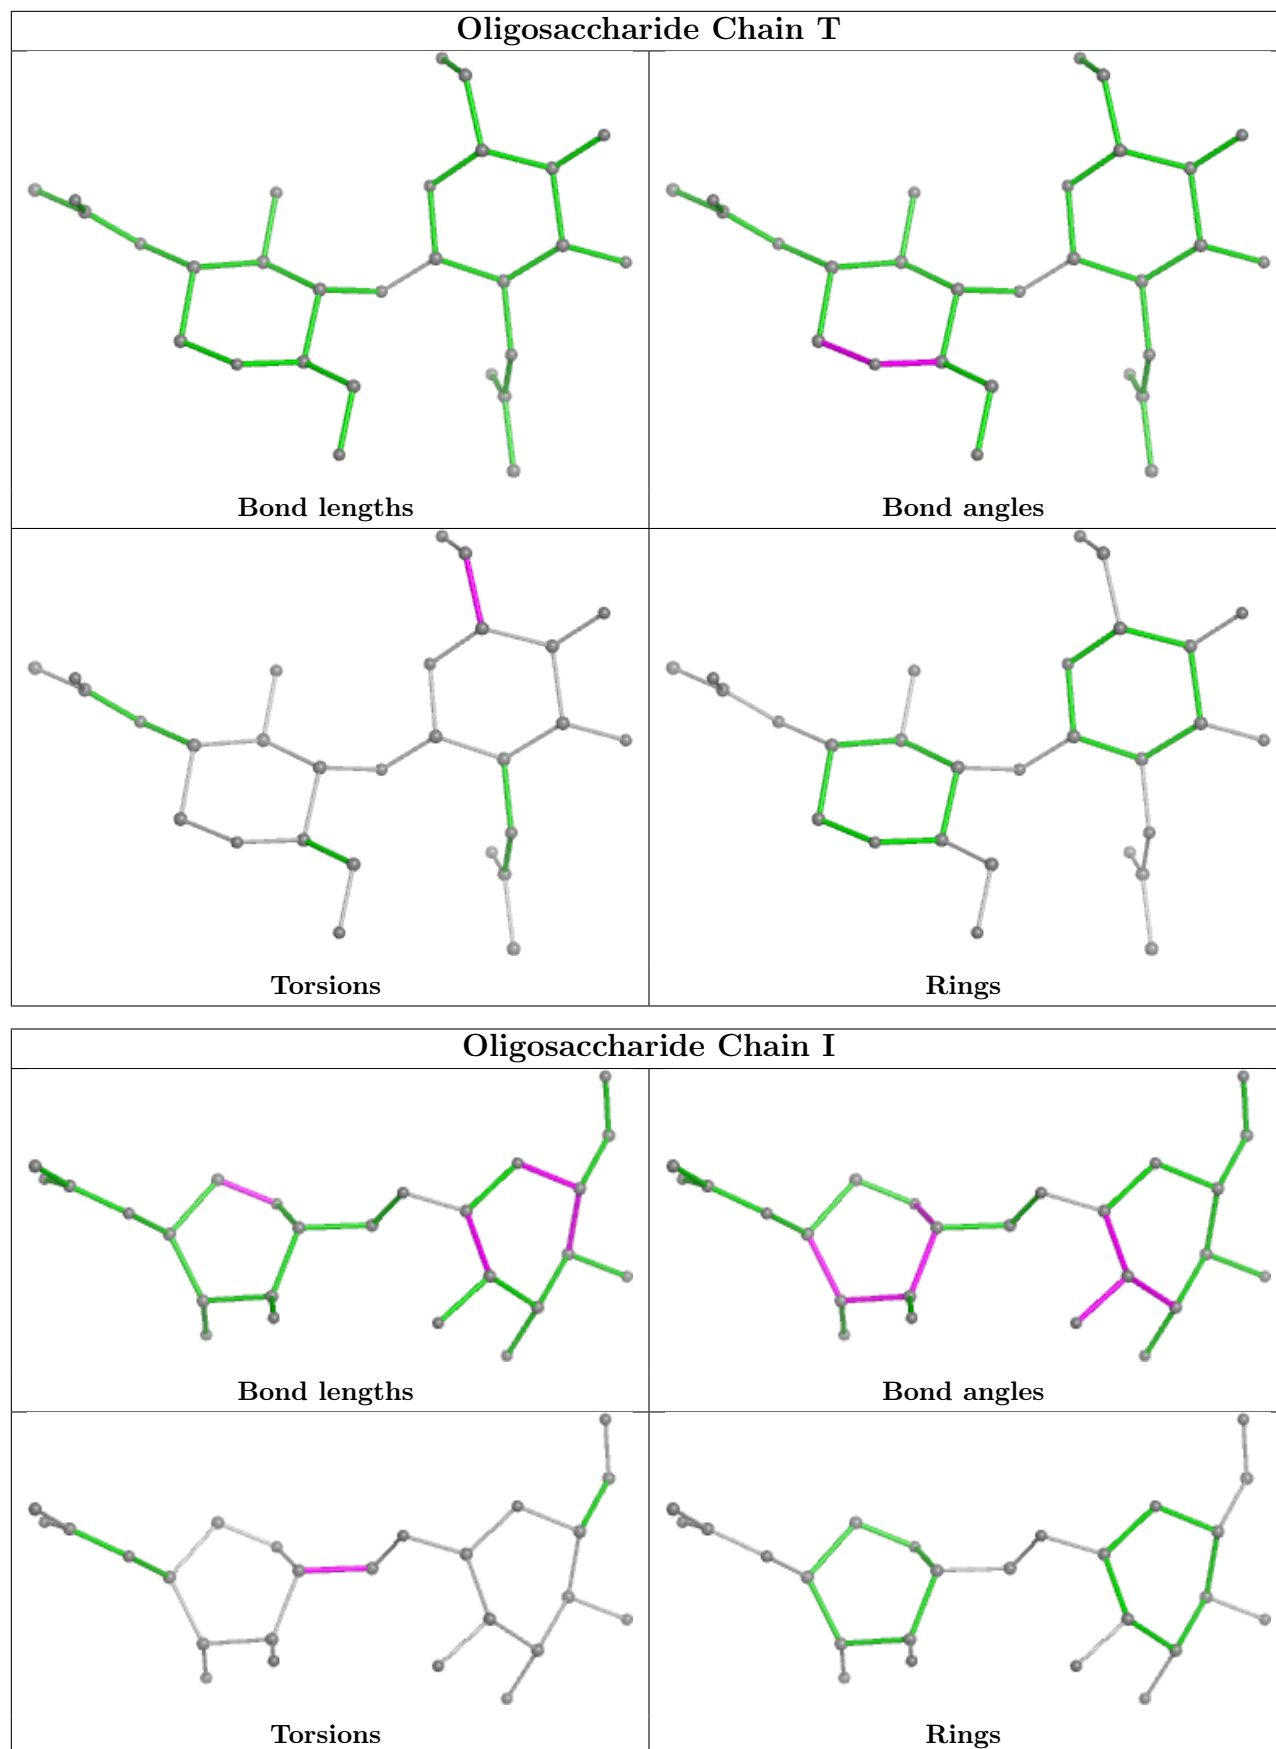 Oligosaccharide Chain T
Bond lengths
Bond angles
Torsions
Rings
Oligosaccharide Chain I
Bond lengths
Bond angles
Torsions
Rings